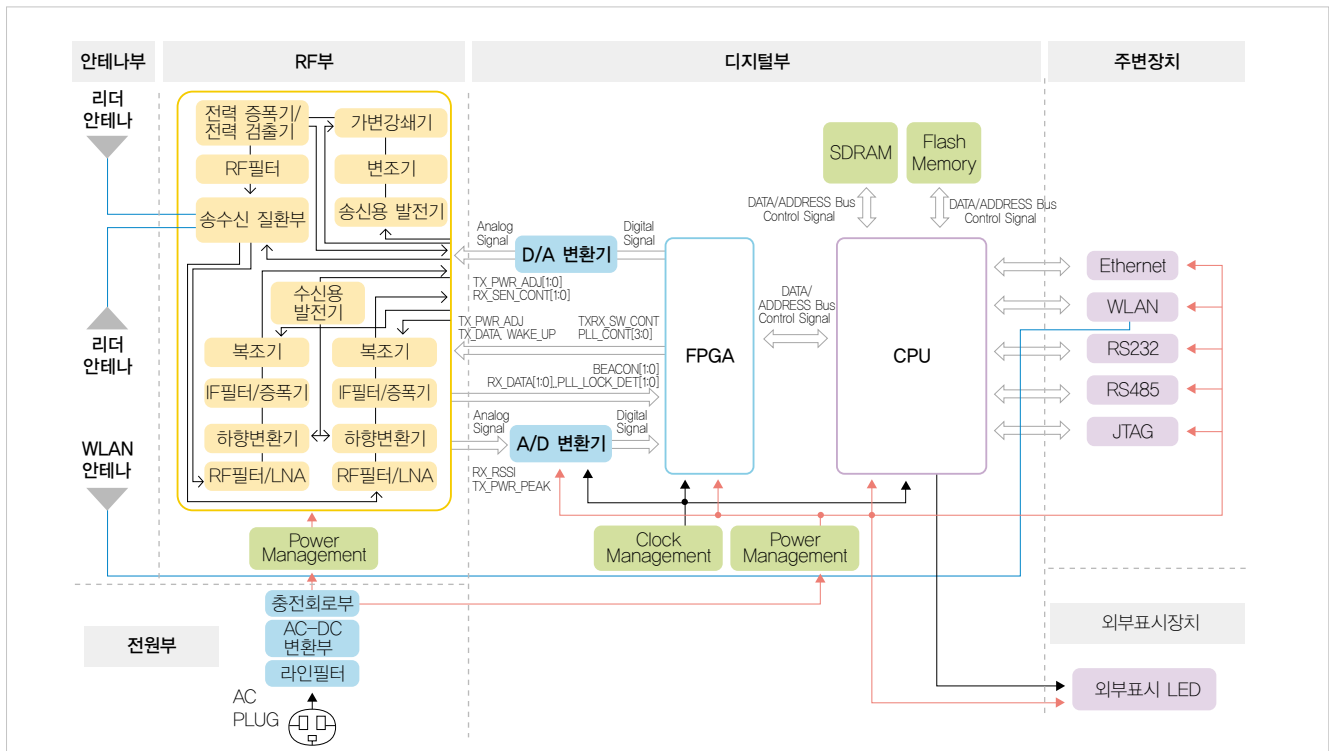 안테나부
RF부
디지털부
주변장치
리더
안테나
리더
안테나
WLAN
안테나
전력 증폭기/
전력 검출기
가변강쇄기
RF필터
변조기
송수신 질환부
송신용 발전기
수신용
발전기
복조기
복조기
IF필터/증폭기
IF필터/증폭기
하향변환기
하향변환기
RF필터/LNA
RF필터/LNA
Power
Management
Analog
Signal
D/A 변환기
Digital
Signal
TX_PWR_ADJ[1:0]
RX_SEN_CONT[1:0]
TX_PWR_ADJ
TX_DATA, WAKE_UP
TXRX_SW_CONT
PLL_CONT[3:0]
BEACON[1:0]
RX_DATA[1:0],,PLL_LOCK_DET[1:0]
Analog
Signal
A/D 변환기
Digital
Signal
RX_RSSI
TX_PWR_PEAK
FPGA
DATA/
ADDRESS Bus
Control Signal
CPU
SDRAM
Flash
Memory
DATA/ADDRESS Bus
Control Signal
DATA/ADDRESS Bus
Control Signal
Clock
Management
Power
Management
Ethernet
WLAN
RS232
RS485
JTAG
전원부
충전회로부
AC-DC
변환부
라인필터
AC
PLUG
외부표시장치
외부표시 LED